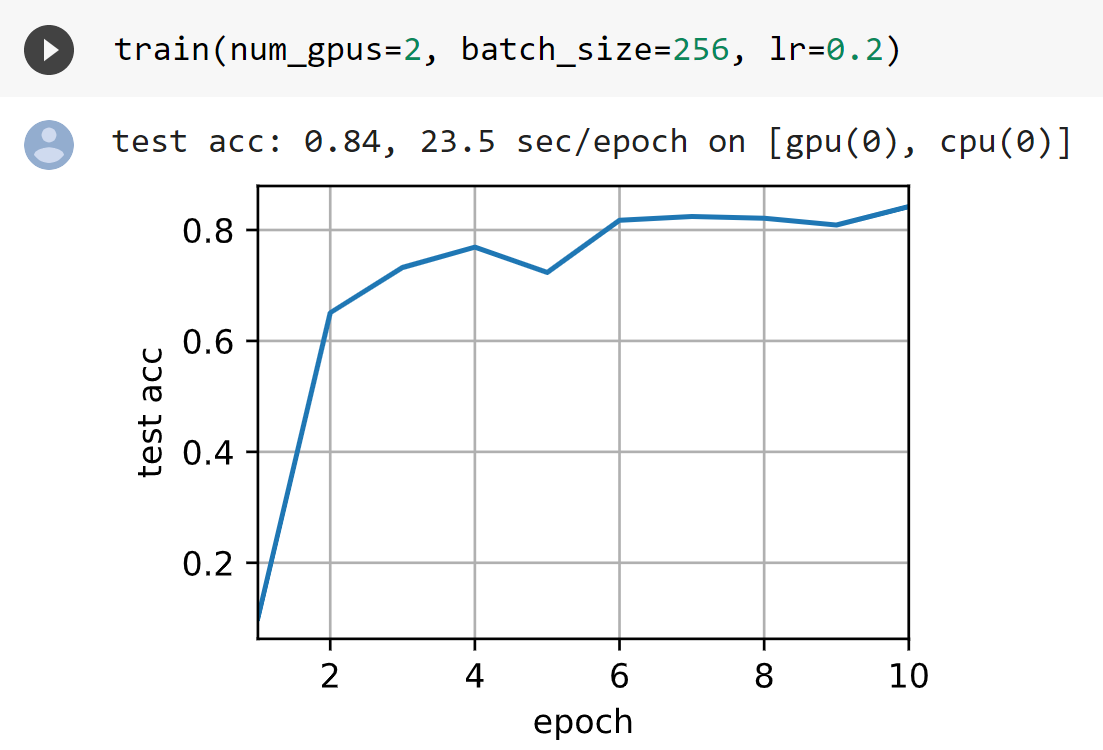 train(num_gpus=2, batch_size=256, lr=0.2)
test acc: 0.84, 23.5 sec/epoch on [gpu(0), cpu(0)]
0.8
0.6
0.4
0.2
test acc
2 4 6 8 10
epoch